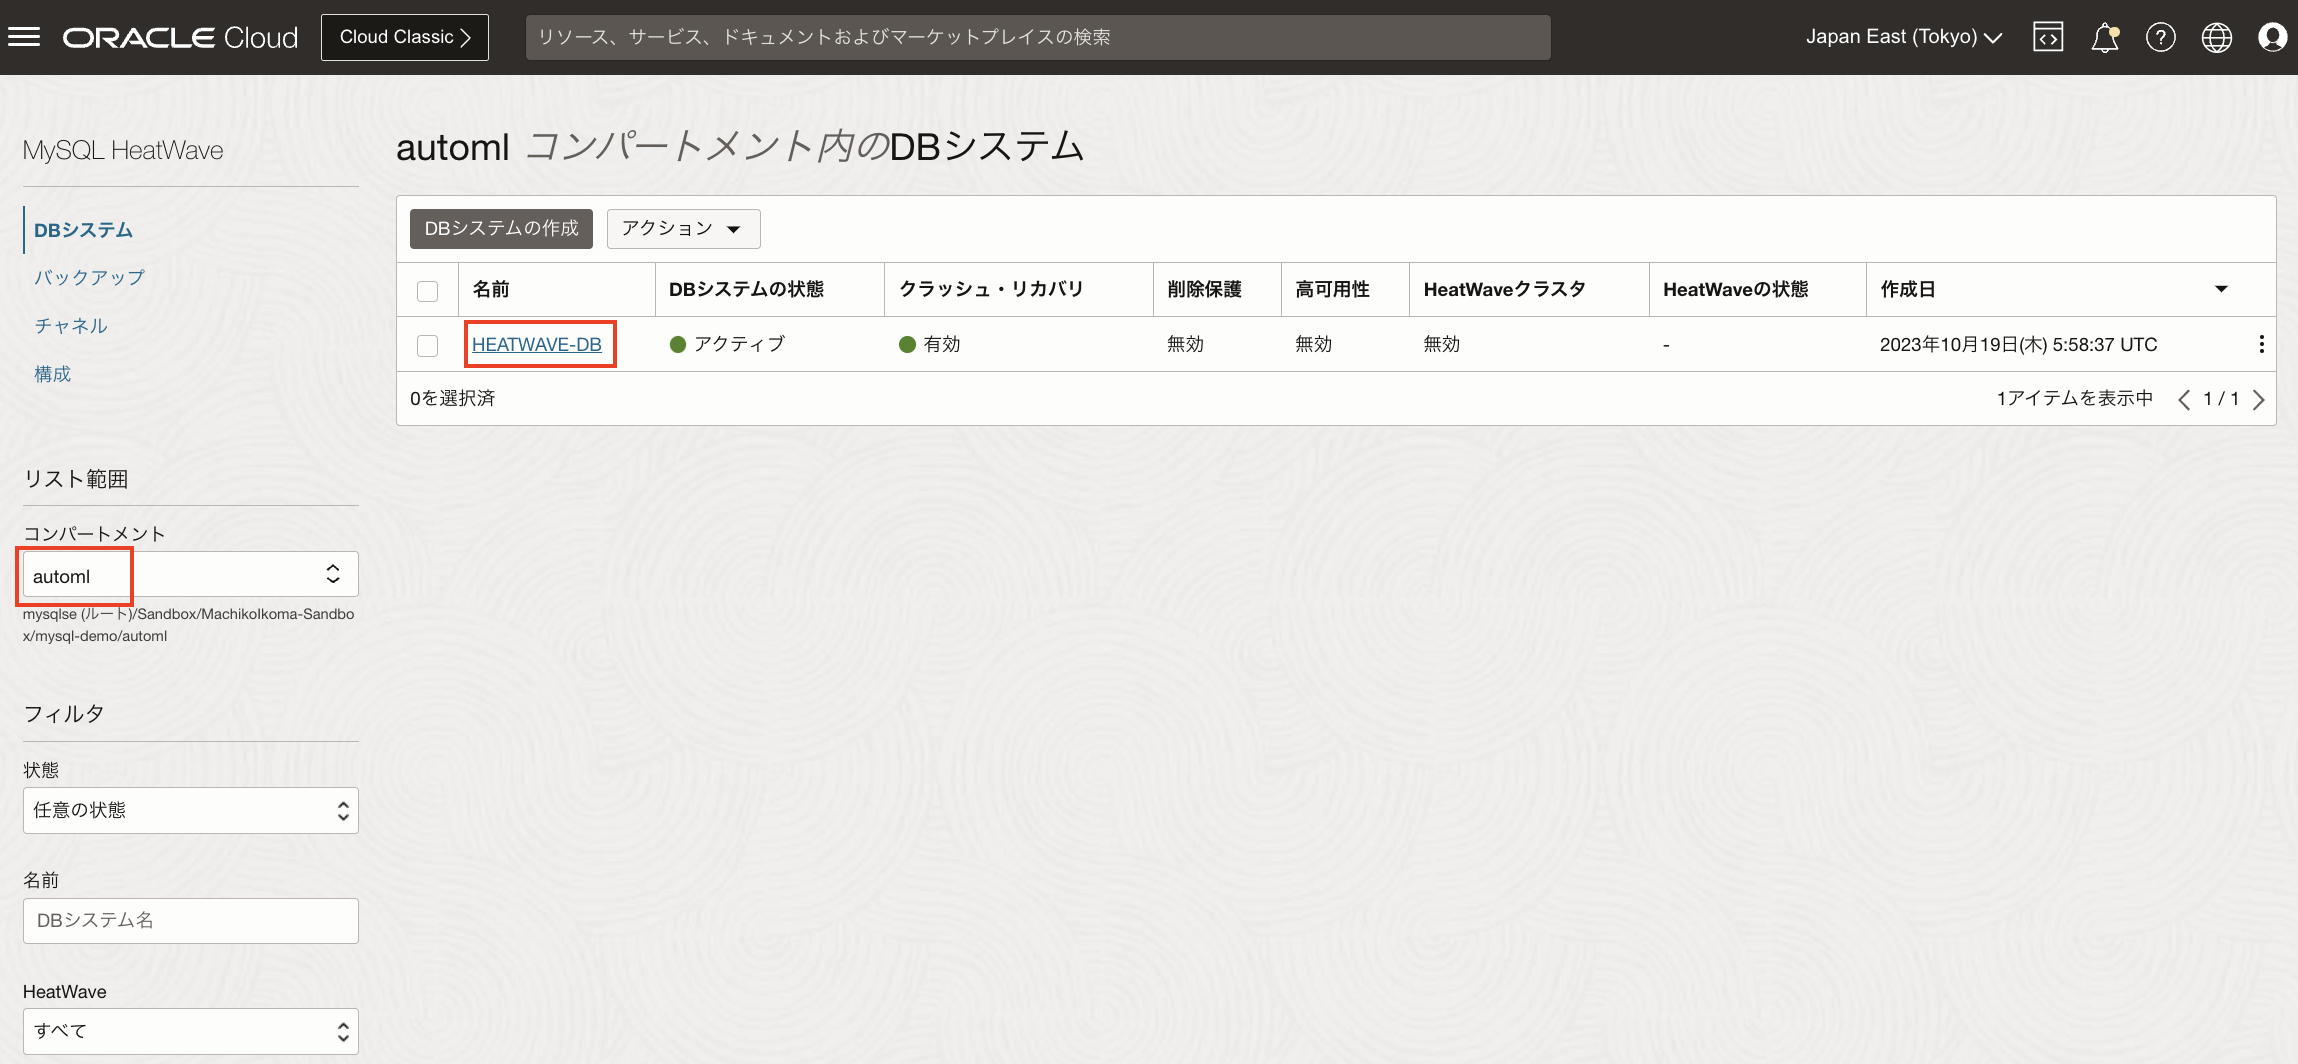 ORACLE Cloud
Cloud Classic
リソース、サービス、ドキュメントおよびマーケットプレイスの検索
Japan East (Tokyo)
MySQL HeatWave
DBシステム
バックアップ
チャネル
構成
automl コンパートメント内のDBシステム
DBシステムの作成
アクション
名前 DBシステムの状態 クラッシュ・リカバリ 削除保護 高可用性 HeatWaveクラスタ HeatWaveの状態 作成日
HEATWAVE-DB アクティブ 有効 無効 無効 無効 - 2023年10月19日(木) 5:58:37 UTC
0を選択済 1アイテムを表示中 1 / 1
リスト範囲
コンパートメント
automl
mysqlse (ルート)/Sandbox/MachikoIkoma-Sandbo
x/mysql-demo/automl
フィルタ
状態
任意の状態
名前
DBシステム名
HeatWave
すべて